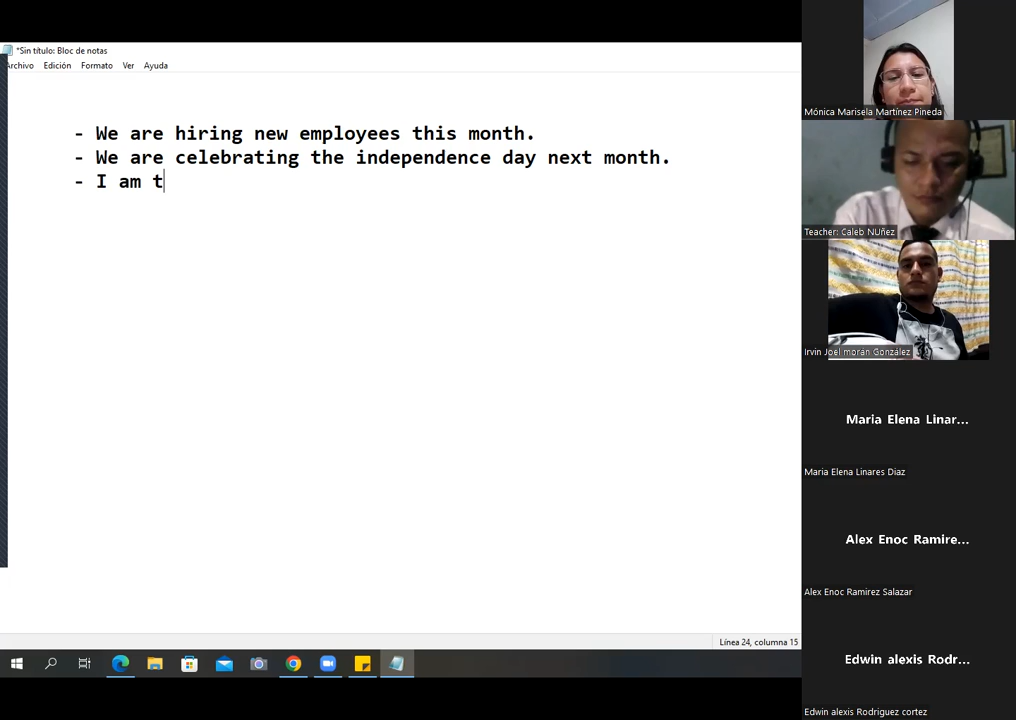 *Sin título: Bloc de notas
Archivo Edición Formato Ver Ayuda
- We are hiring new employees this month.
- We are celebrating the independence day next month.
- I am t
Línea 24, columna 15
Mónica Marisela Martínez Pineda
Teacher: Caleb NUñez
Irvin Joel morán González
Maria Elena Linar...
Maria Elena Linares Diaz
Alex Enoc Ramire...
Alex Enoc Ramirez Salazar
Edwin alexis Rodr...
Edwin alexis Rodriguez cortez